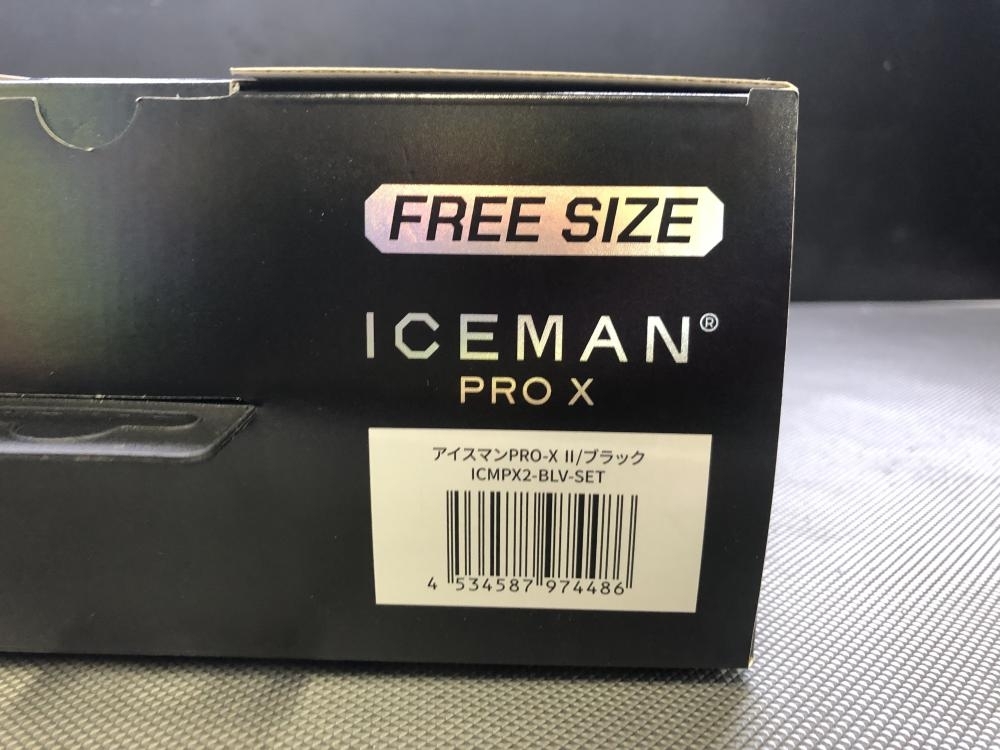 FREE SIZE
ICEMAN®
PRO X
アイスマンPRO-X II/ブラック
ICMPX2-BLV-SET
4 534587 974486